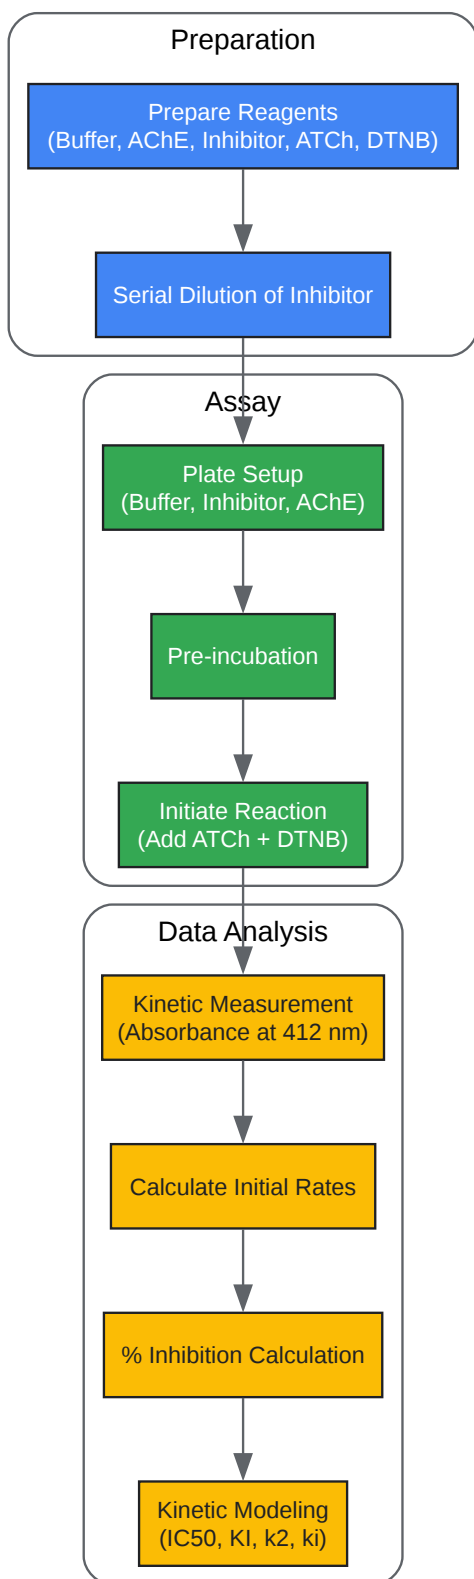 Preparation
Prepare Reagents
(Buffer, AChE, Inhibitor, ATCh, DTNB)
Serial Dilution of Inhibitor
Assay
Plate Setup
(Buffer, Inhibitor, AChE)
Pre-incubation
Initiate Reaction
(Add ATCh + DTNB)
Data Analysis
Kinetic Measurement
(Absorbance at 412 nm)
Calculate Initial Rates
% Inhibition Calculation
Kinetic Modeling
(IC50, KI, k2, ki)